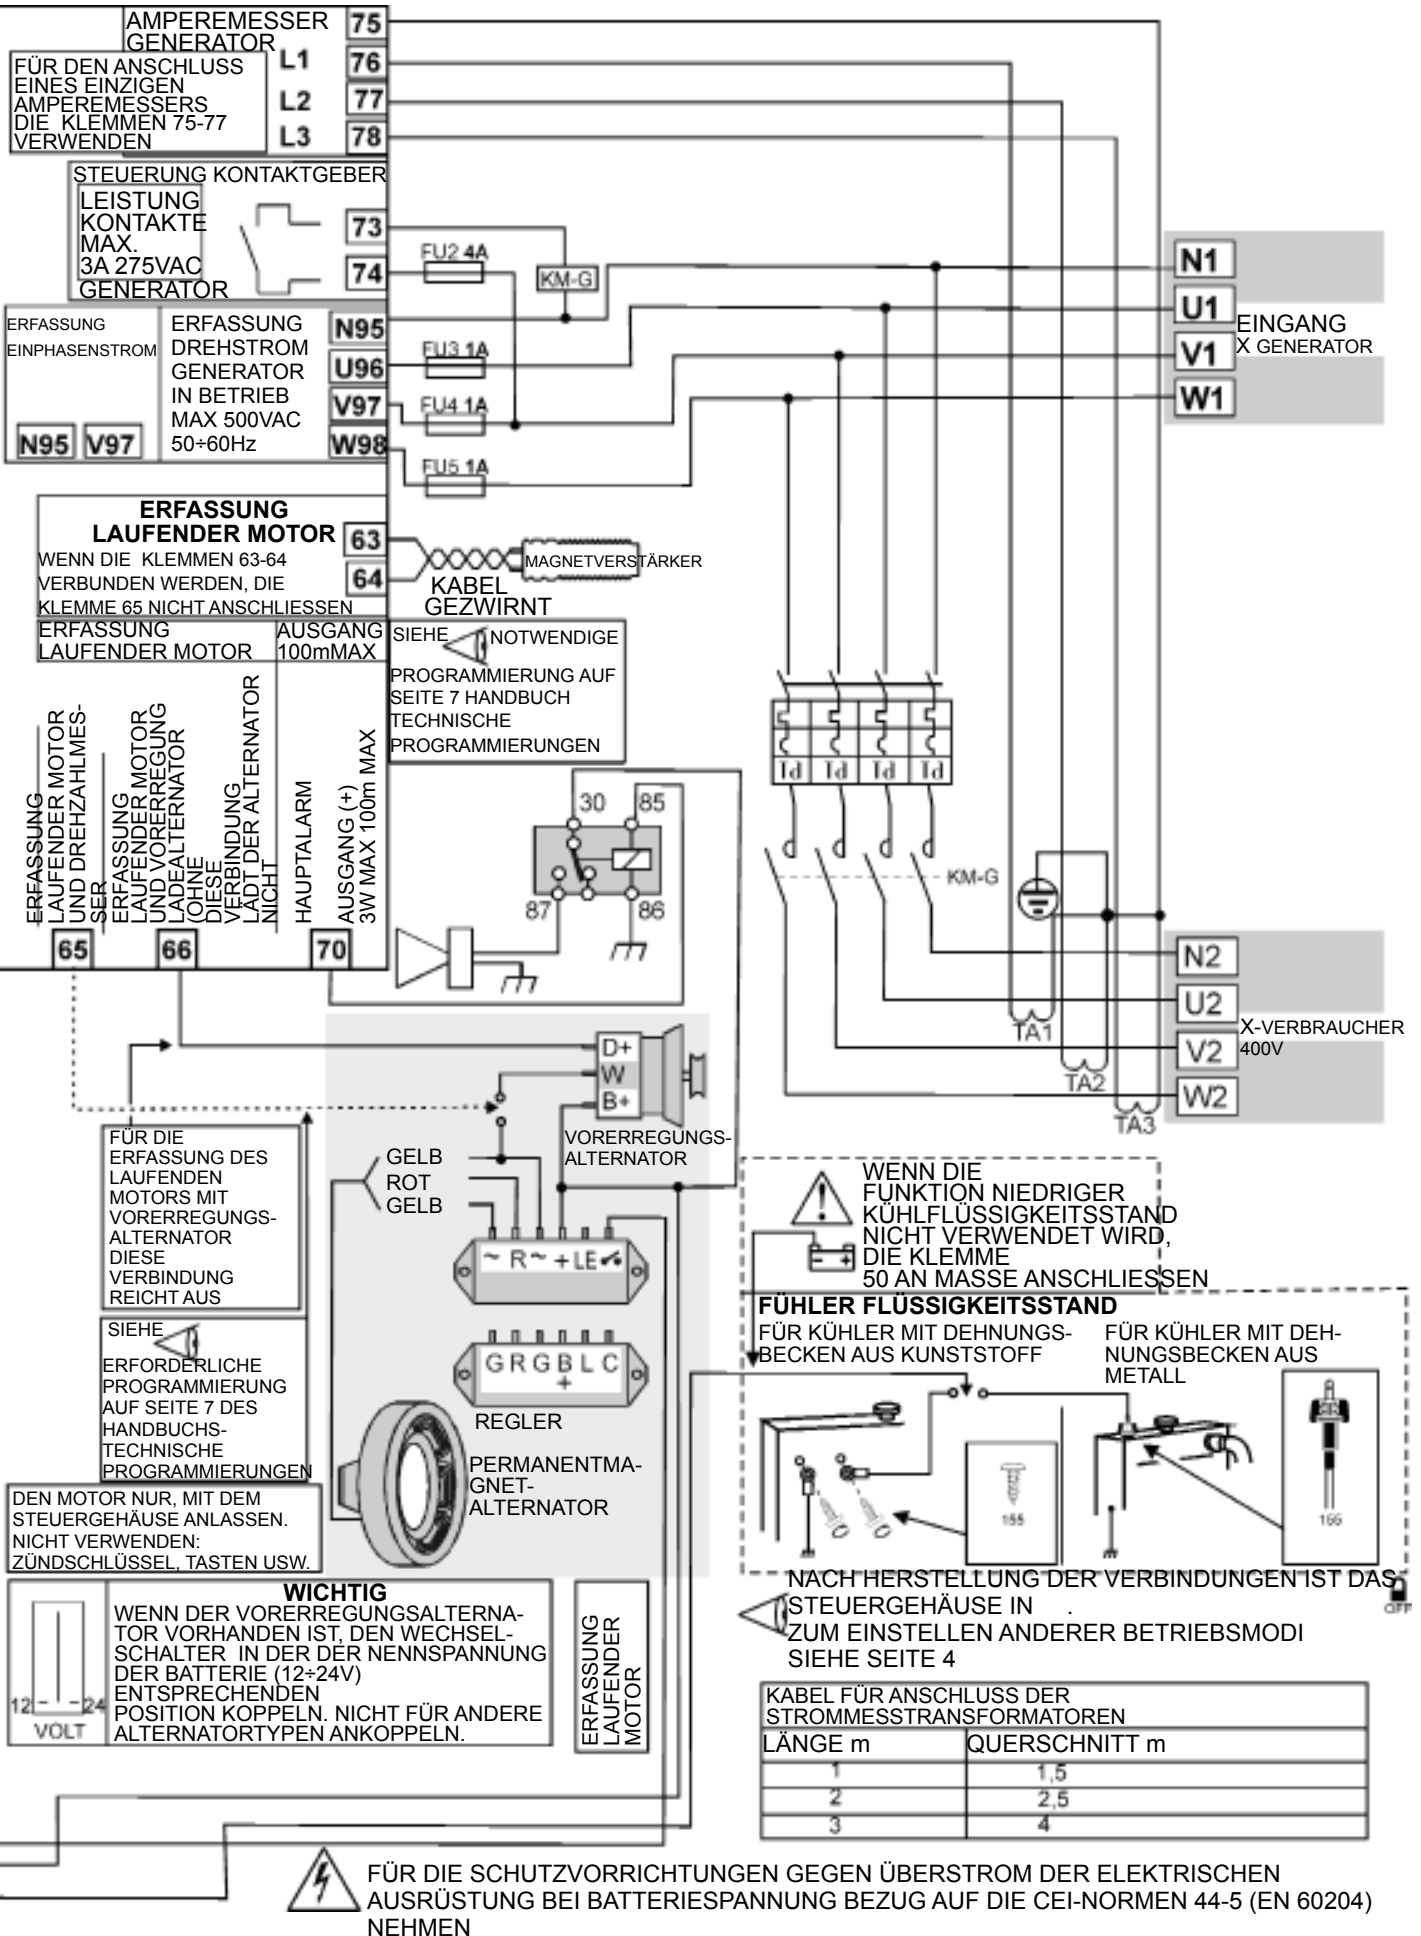 AMPEREMESSER
GENERATOR
75
L1
76
L2
77
L3
78
FÜR DEN ANSCHLUSS
EINES EINZIGEN
AMPEREMESSERS
DIE KLEMMEN 75-77
VERWENDEN
STEUERUNG KONTAKTGEBER
LEISTUNG
KONTAKTE
MAX.
3A 275VAC
GENERATOR
73
74
FU2 4A
KM-G
N1
U1
V1
W1
EINGANG
X GENERATOR
ERFASSUNG
EINPHASENSTROM
N95 V97
ERFASSUNG
DREHSTROM
GENERATOR
IN BETRIEB
MAX 500VAC
50÷60Hz
N95
U96
V97
W98
FU3 1A
FU4 1A
FU5 1A
ERFASSUNG
LAUFENDER MOTOR
WENN DIE KLEMMEN 63-64
VERBUNDEN WERDEN, DIE
KLEMME 65 NICHT ANSCHLIESSEN
63
64
MAGNETVERSTÄRKER
KABEL
GEZWIRNT
ERFASSUNG
LAUFENDER MOTOR
AUSGANG
100mMAX
SIEHE NOTWENDIGE
PROGRAMMIERUNG AUF
SEITE 7 HANDBUCH
TECHNISCHE
PROGRAMMIERUNGEN
ERFASSUNG
LAUFENDER MOTOR
UND DREHZAHLMES-
SER
ERFASSUNG
LAUFENDER MOTOR
UND VORERREGUNG
LADEALTERNATOR
(OHNE
DIESE
VERBINDUNG
LÄDT DER ALTERNATOR
NICHT
HAUPTALARM
AUSGANG (+)
3W MAX 100m MAX
65
66
70
30
85
87
86
Td Td Td Td
KM-G
TA1
TA2
TA3
N2
U2
V2
W2
X-VERBRAUCHER
400V
D+
W
B+
VORERREGUNGS-
ALTERNATOR
GELB
ROT
GELB
~ R ~ + LE
G R G B L C
+
REGLER
PERMANENTMA-
GNET-
ALTERNATOR
FÜR DIE
ERFASSUNG DES
LAUFENDEN
MOTORS MIT
VORERREGUNGS-
ALTERNATOR
DIESE
VERBINDUNG
REICHT AUS
SIEHE
ERFORDERLICHE
PROGRAMMIERUNG
AUF SEITE 7 DES
HANDBUCHS-
TECHNISCHE
PROGRAMMIERUNGEN
DEN MOTOR NUR, MIT DEM
STEUERGEHÄUSE ANLASSEN.
NICHT VERWENDEN:
ZÜNDSCHLÜSSEL, TASTEN USW.
WENN DIE
FUNKTION NIEDRIGER
KÜHLFLÜSSIGKEITSSTAND
NICHT VERWENDET WIRD,
DIE KLEMME
50 AN MASSE ANSCHLIESSEN
- +
FÜHLER FLÜSSIGKEITSSTAND
FÜR KÜHLER MIT DEHNUNGS-
BECKEN AUS KUNSTSTOFF
FÜR KÜHLER MIT DEH-
NUNGSBECKEN AUS
METALL
155
166
NACH HERSTELLUNG DER VERBINDUNGEN IST DAS
STEUERGEHÄUSE IN .
OFF
ZUM EINSTELLEN ANDERER BETRIEBSMODI
SIEHE SEITE 4
12 - - 24
VOLT
WICHTIG
WENN DER VORERREGUNGSALTERNA-
TOR VORHANDEN IST, DEN WECHSEL-
SCHALTER IN DER DER NENNSPANNUNG
DER BATTERIE (12÷24V)
ENTSPRECHENDEN
POSITION KOPPELN. NICHT FÜR ANDERE
ALTERNATORTYPEN ANKOPPELN.
ERFASSUNG
LAUFENDER
MOTOR
KABEL FÜR ANSCHLUSS DER
STROMMESSTRANSFORMATOREN
LÄNGE m QUERSCHNITT m
1 1,5
2 2,5
3 4
FÜR DIE SCHUTZVORRICHTUNGEN GEGEN ÜBERSTROM DER ELEKTRISCHEN
AUSRÜSTUNG BEI BATTERIESPANNUNG BEZUG AUF DIE CEI-NORMEN 44-5 (EN 60204)
NEHMEN